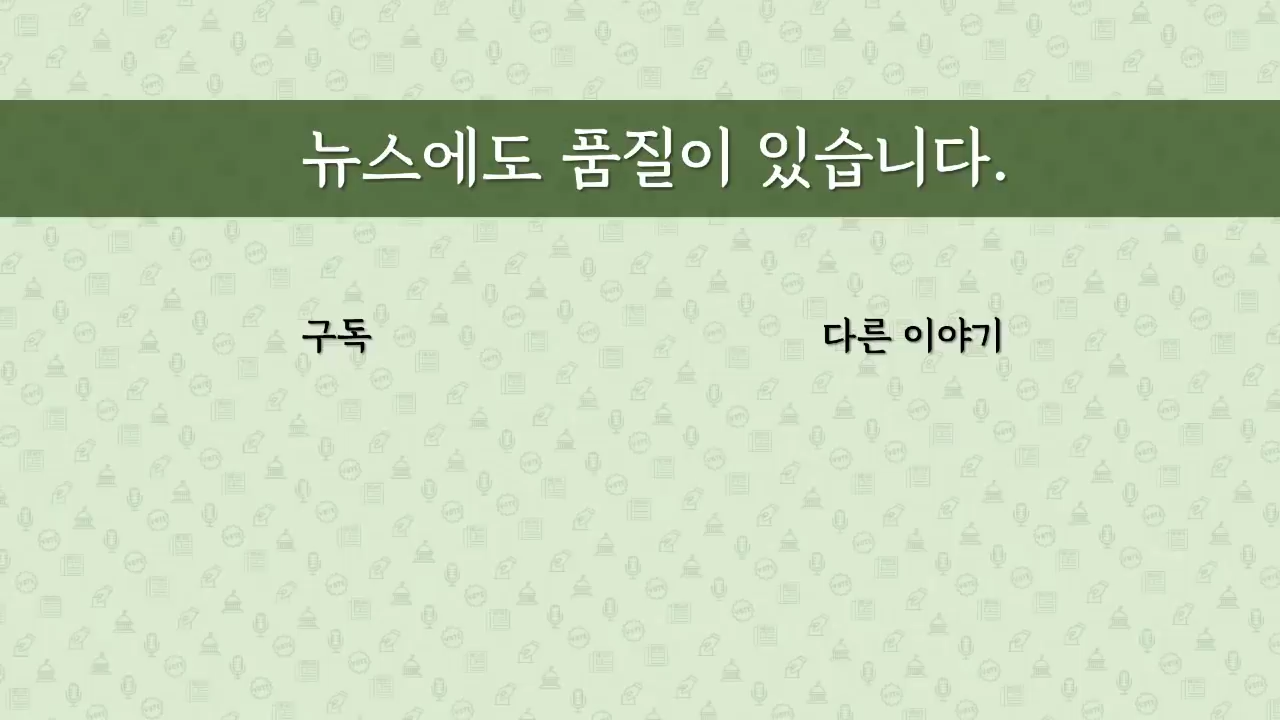 뉴스에도 품질이 있습니다.
구독
다른 이야기